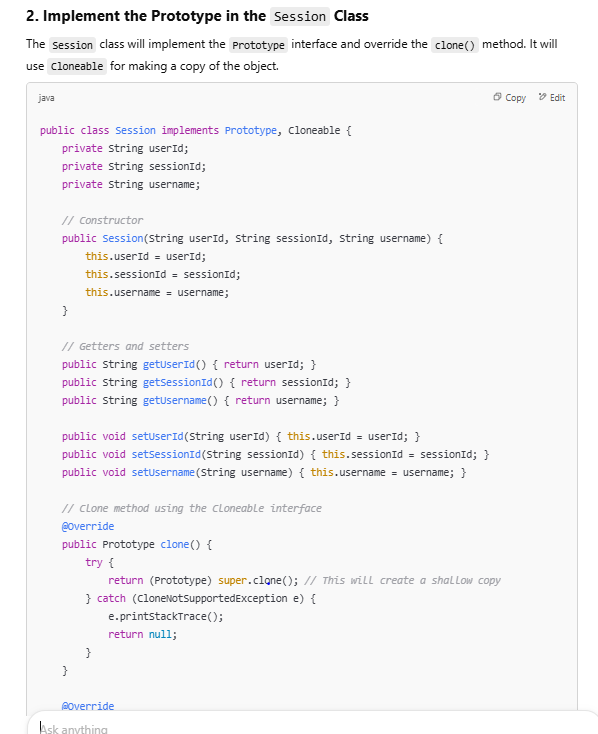 2. Implement the Prototype in the Session Class
The Session class will implement the Prototype interface and override the clone() method. It will
use Cloneable for making a copy of the object.
java Copy Edit
public class Session implements Prototype, Cloneable {
    private String userId;
    private String sessionId;
    private String username;
    // Constructor
    public Session(String userId, String sessionId, String username) {
        this.userId = userId;
        this.sessionId = sessionId;
        this.username = username;
    }
    // Getters and setters
    public String getUserId() { return userId; }
    public String getSessionId() { return sessionId; }
    public String getUsername() { return username; }
    public void setUserId(String userId) { this.userId = userId; }
    public void setSessionId(String sessionId) { this.sessionId = sessionId; }
    public void setUsername(String username) { this.username = username; }
    // Clone method using the Cloneable interface
    @Override
    public Prototype clone() {
        try {
            return (Prototype) super.clone(); // This will create a shallow copy
        } catch (CloneNotSupportedException e) {
            e.printStackTrace();
            return null;
        }
    }
    @Override
Ask anything